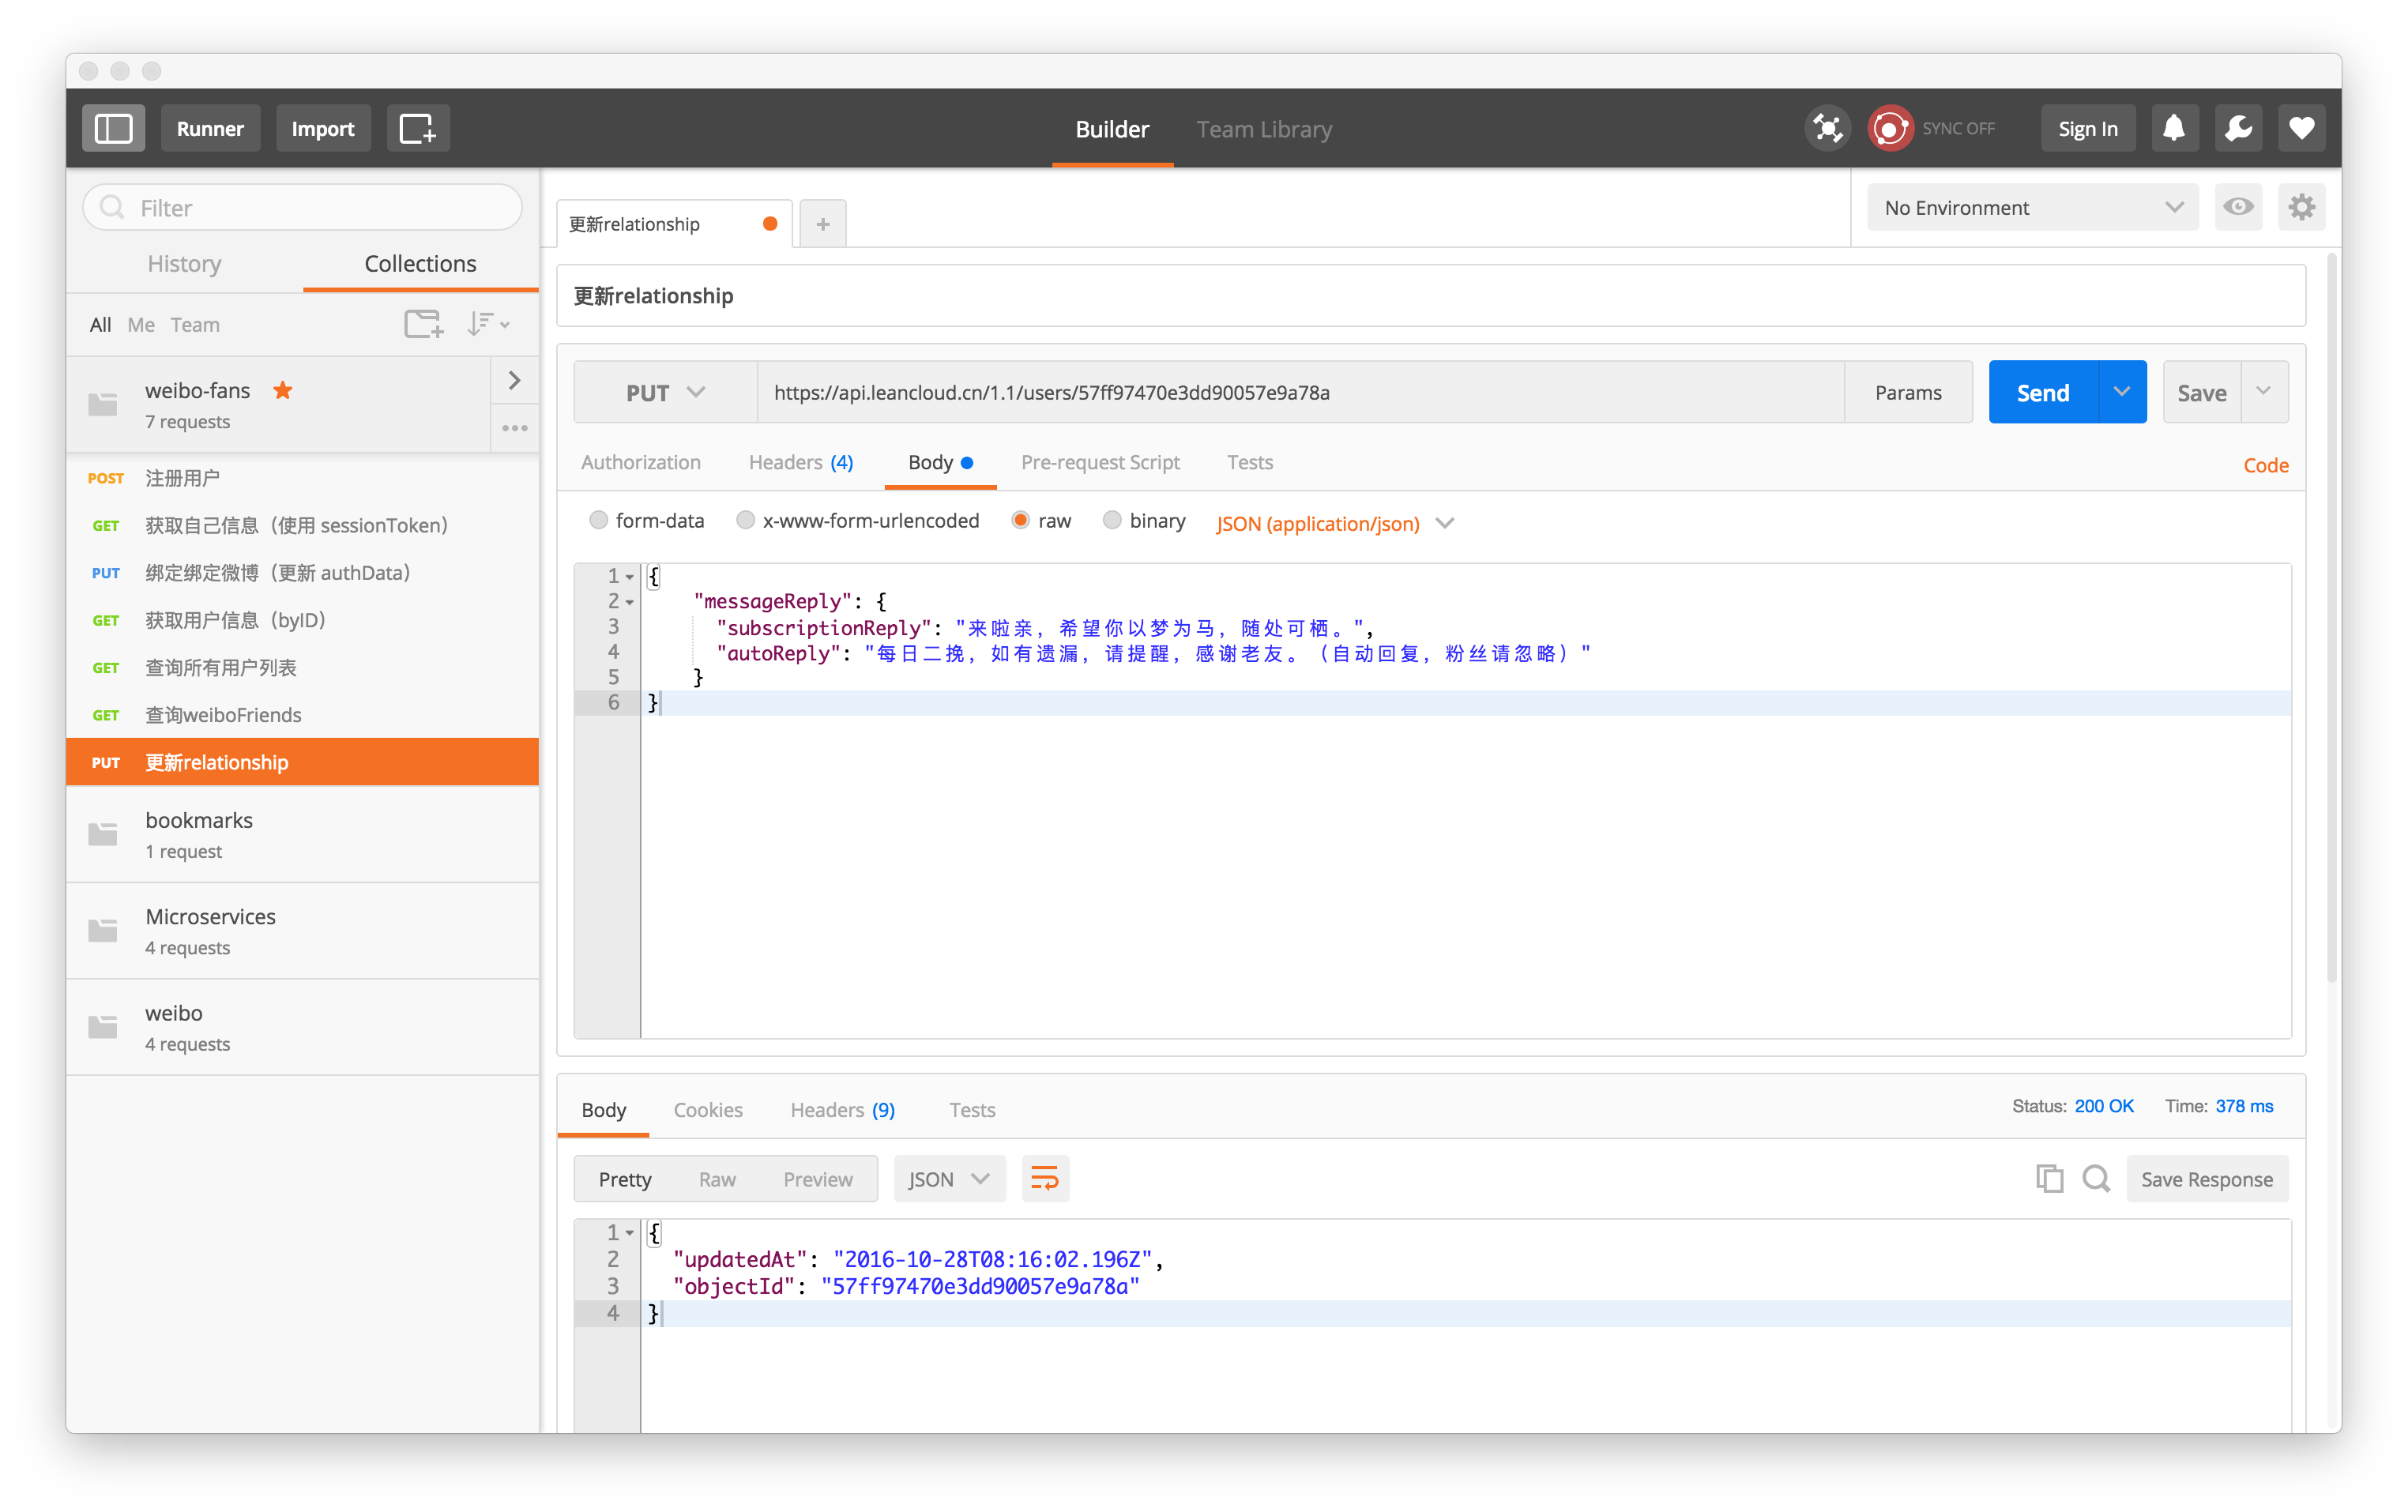 Runner Import Builder Team Library SYNC OFF Sign In
Filter
History Collections
All Me Team
weibo-fans
7 requests
POST 注册用户
GET 获取自己信息（使用 sessionToken）
PUT 绑定绑定微博（更新 authData）
GET 获取用户信息（byID）
GET 查询所有用户列表
GET 查询weiboFriends
PUT 更新relationship
bookmarks
1 request
Microservices
4 requests
weibo
4 requests
更新relationship +
No Environment
更新relationship
PUT https://api.leancloud.cn/1.1/users/57ff97470e3dd90057e9a78a Params Send Save
Authorization Headers (4) Body Pre-request Script Tests Code
form-data x-www-form-urlencoded raw binary JSON (application/json)
1 {
2 "messageReply": {
3 "subscriptionReply": "来啦亲，希望你以梦为马，随处可栖。",
4 "autoReply": "每日二挽，如有遗漏，请提醒，感谢老友。（自动回复，粉丝请忽略）"
5 }
6 }
Body Cookies Headers (9) Tests Status: 200 OK Time: 378 ms
Pretty Raw Preview JSON Save Response
1 {
2 "updatedAt": "2016-10-28T08:16:02.196Z",
3 "objectId": "57ff97470e3dd90057e9a78a"
4 }